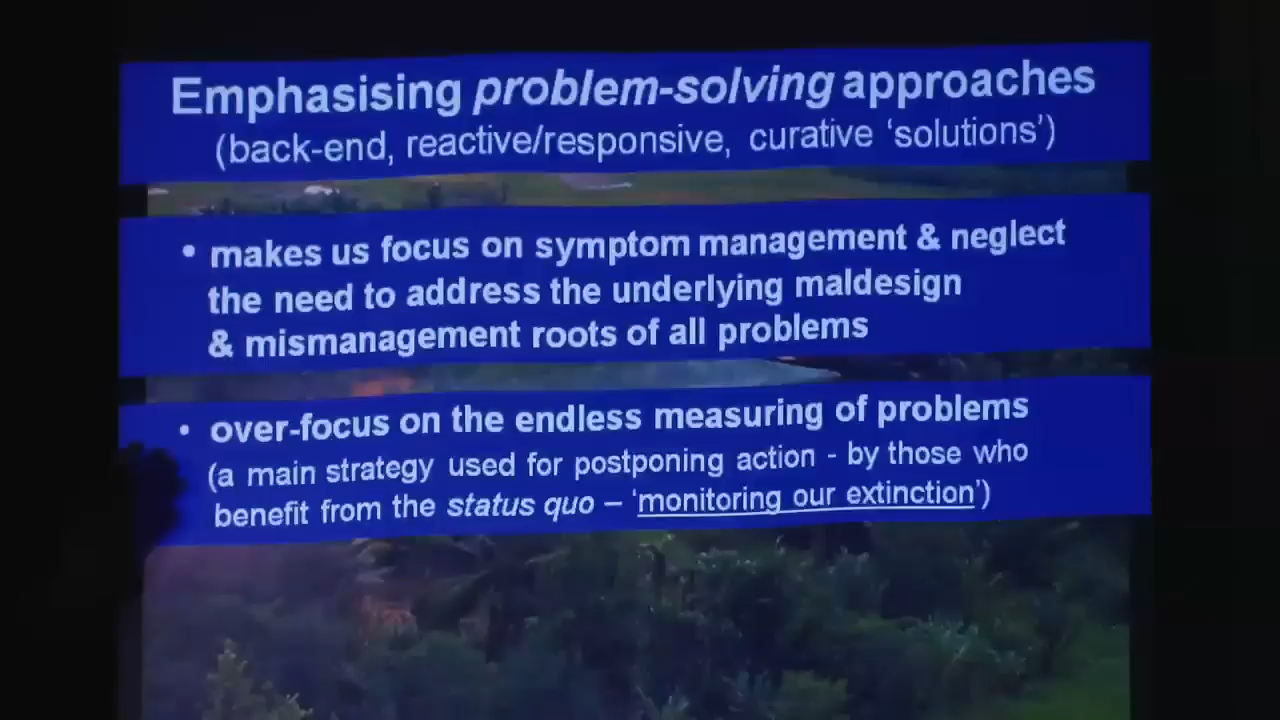 Emphasising problem-solving approaches
(back-end, reactive/responsive, curative ‘solutions’)
• makes us focus on symptom management & neglect
the need to address the underlying maldesign
& mismanagement roots of all problems
• over-focus on the endless measuring of problems
(a main strategy used for postponing action - by those who
benefit from the status quo – ‘monitoring our extinction’)